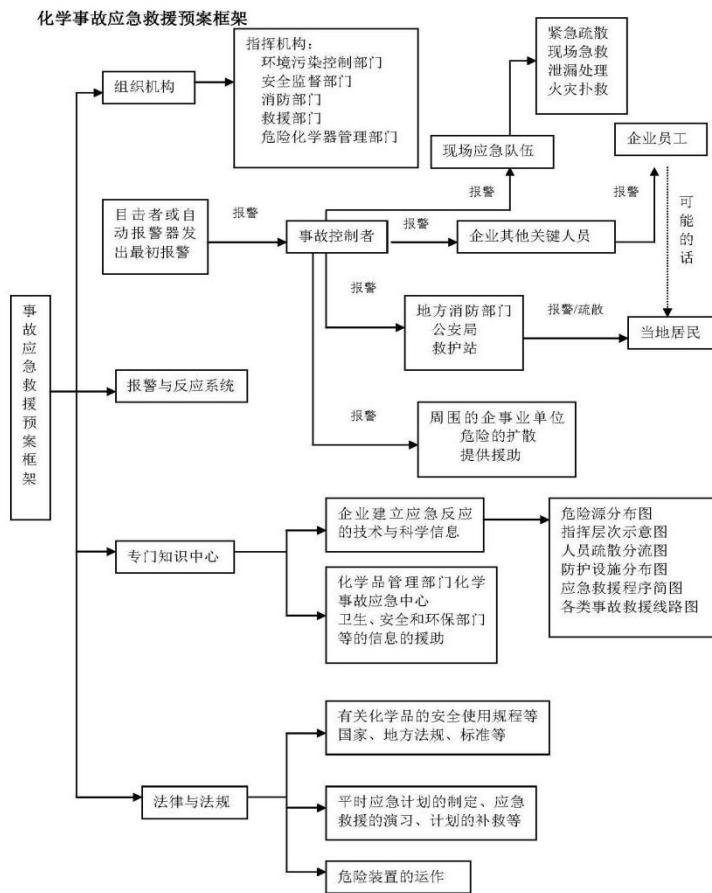 化学事故应急救援预案框架
事故应急救援预案框架
组织机构
指挥机构：
环境污染控制部门
安全监督部门
消防部门
救援部门
危险化学器管理部门
紧急疏散
现场急救
泄漏处理
火灾扑救
现场应急队伍
企业员工
报警
报警
可能的话
目击者或自
动报警器发
出最初报警
报警
事故控制者
报警
企业其他关键人员
报警
地方消防部门
公安局
救护站
报警/疏散
当地居民
报警与反应系统
报警
周围的企事业单位
危险的扩散
提供援助
专门知识中心
企业建立应急反应
的技术与科学信息
危险源分布图
指挥层次示意图
人员疏散分流图
防护设施分布图
应急救援程序简图
各类事故救援线路图
化学品管理部门化学
事故应急中心
卫生、安全和环保部门
等的信息的援助
法律与法规
有关化学品的安全使用规程等
国家、地方法规、标准等
平时应急计划的制定、应急
救援的演习、计划的补救等
危险装置的运作